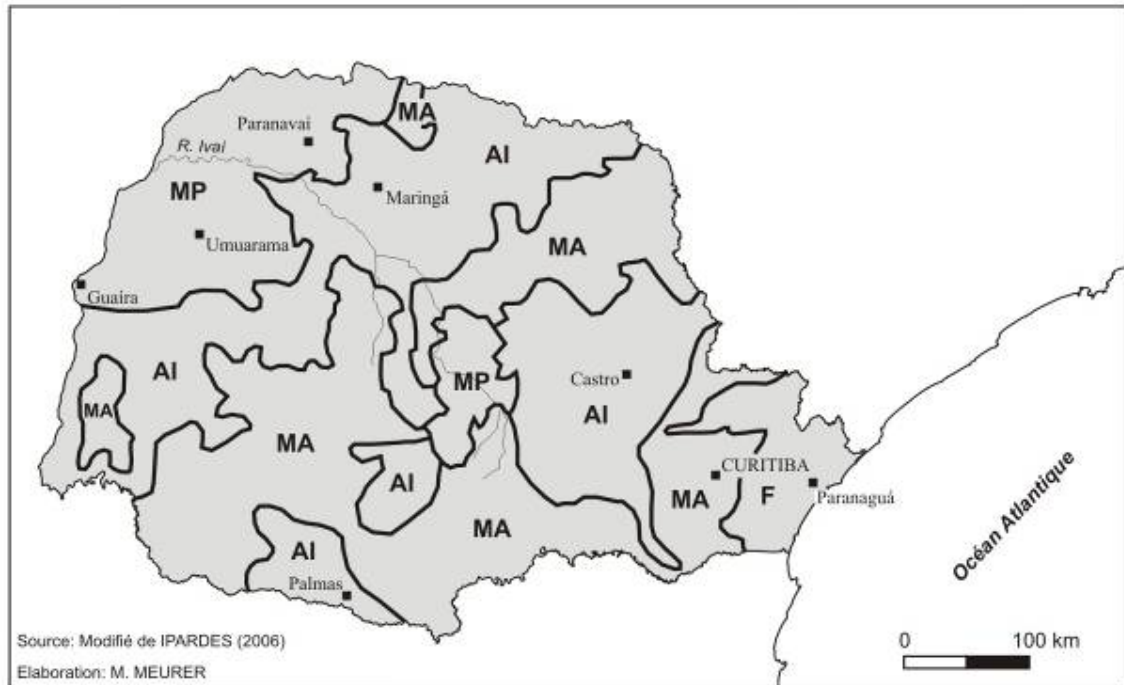 MA
Paranavaí
R. Ivaí
AI
MP
Maringá
Umuarama
MA
Guaíra
AI
MP
Castro
MA
AI
MA
CURITIBA
AI
MA
F
Paranaguá
MA
AI
Palmas
Océan Atlantique
Source: Modifié de IPARDES (2006)
Elaboration: M. MEURER
0 100 km